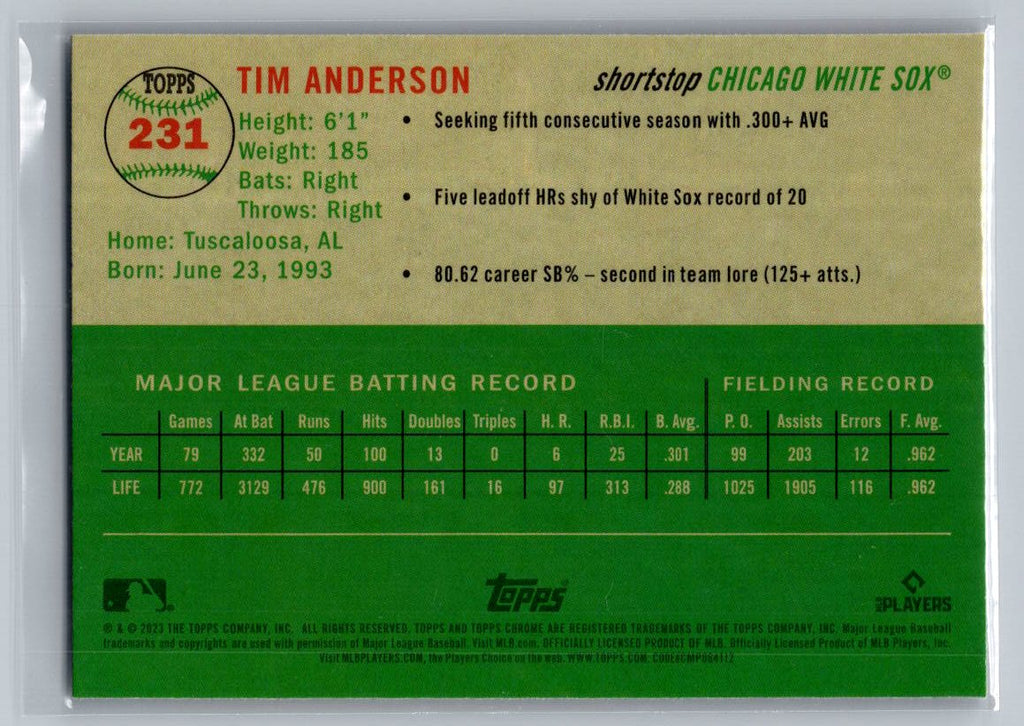 TOPPS
231
TIM ANDERSON
shortstop CHICAGO WHITE SOX®
Height: 6'1"
Weight: 185
Bats: Right
Throws: Right
Home: Tuscaloosa, AL
Born: June 23, 1993
• Seeking fifth consecutive season with .300+ AVG
• Five leadoff HRs shy of White Sox record of 20
• 80.62 career SB% – second in team lore (125+ atts.)
MAJOR LEAGUE BATTING RECORD FIELDING RECORD
Games At Bat Runs Hits Doubles Triples H. R. R.B.I. B. Avg. P. O. Assists Errors F. Avg.
YEAR 79 332 50 100 13 0 6 25 .301 99 203 12 .962
LIFE 772 3129 476 900 161 16 97 313 .288 1025 1905 116 .962
topps®
PLAYERS
® & © 2023 THE TOPPS COMPANY, INC. ALL RIGHTS RESERVED. TOPPS AND TOPPS CHROME ARE REGISTERED TRADEMARKS OF THE TOPPS COMPANY, INC. Major League Baseball
trademarks and copyrights are used with permission of Major League Baseball. Visit MLB.com. OFFICIALLY LICENSED PRODUCT OF MLB. Officially Licensed Product of MLB Players, Inc.
Visit MLBPLAYERS.COM, the Players Choice on the web. WWW.TOPPS.COM.